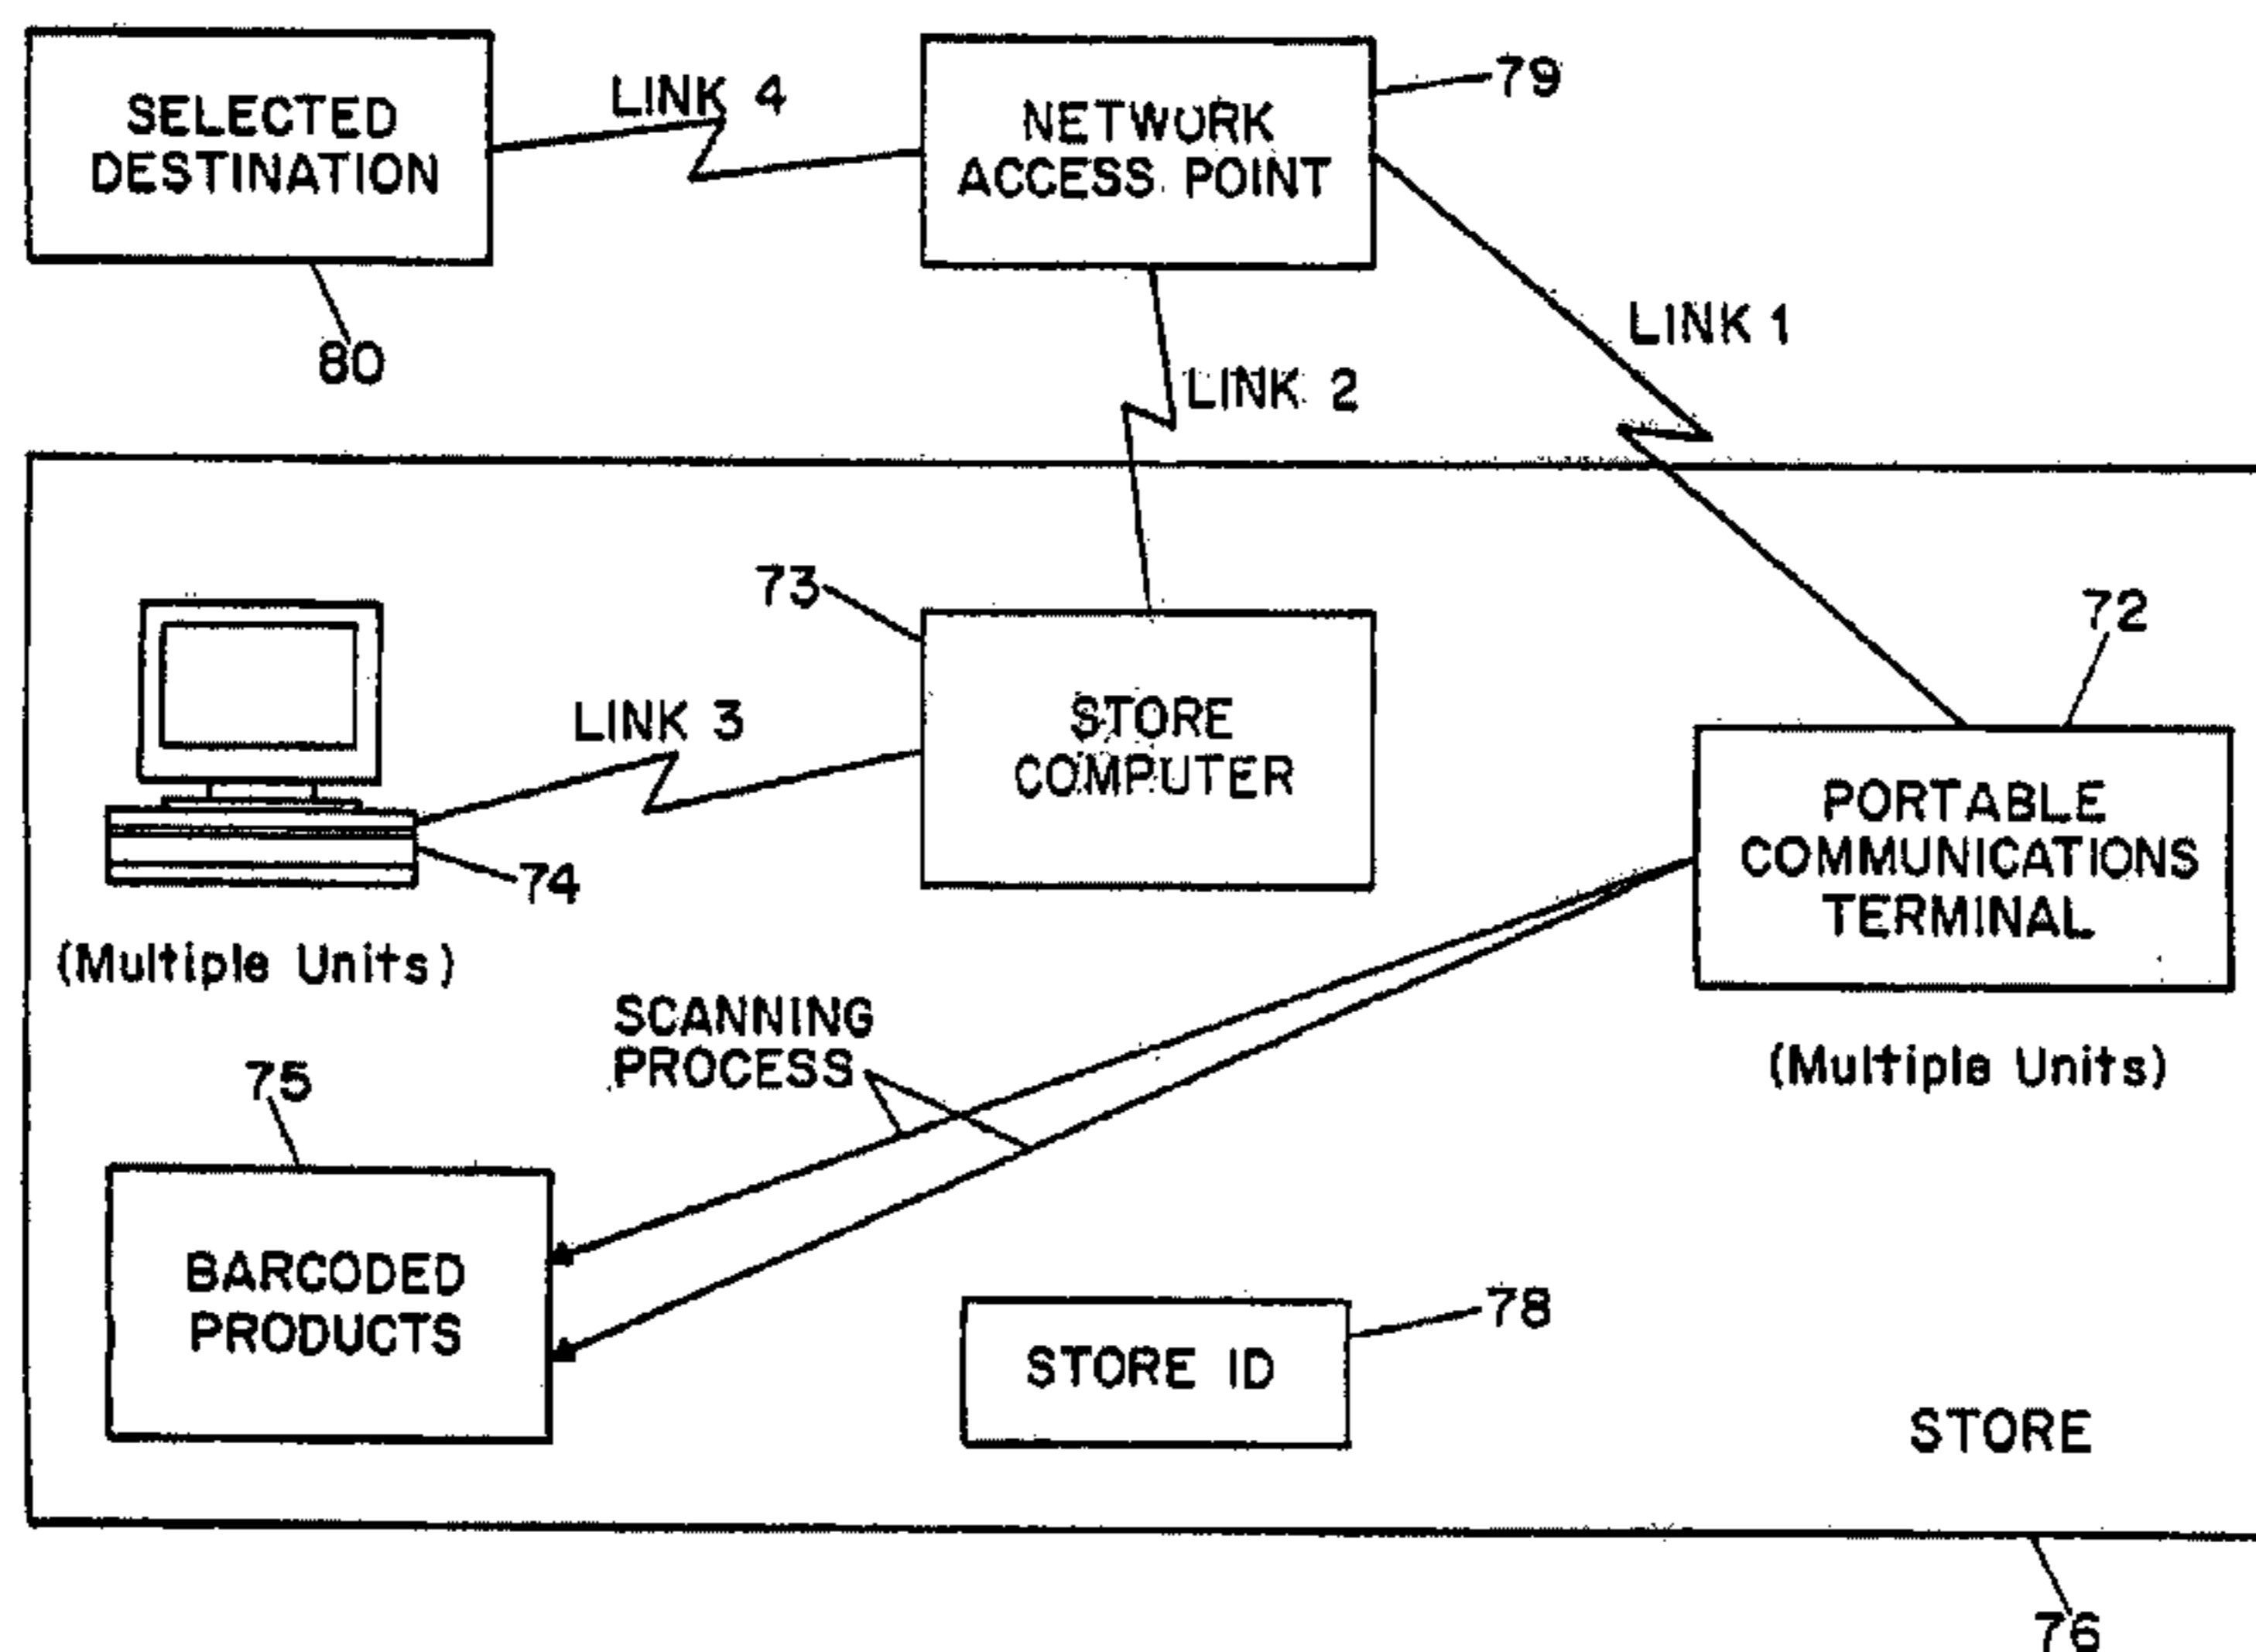 SELECTED
DESTINATION
80
LINK 4
NETWORK
ACCESS POINT
79
LINK 1
LINK 2
73
STORE
COMPUTER
72
PORTABLE
COMMUNICATIONS
TERMINAL
(Multiple Units)
LINK 3
74
(Multiple Units)
SCANNING
PROCESS
75
BARCODED
PRODUCTS
STORE ID
78
STORE
76